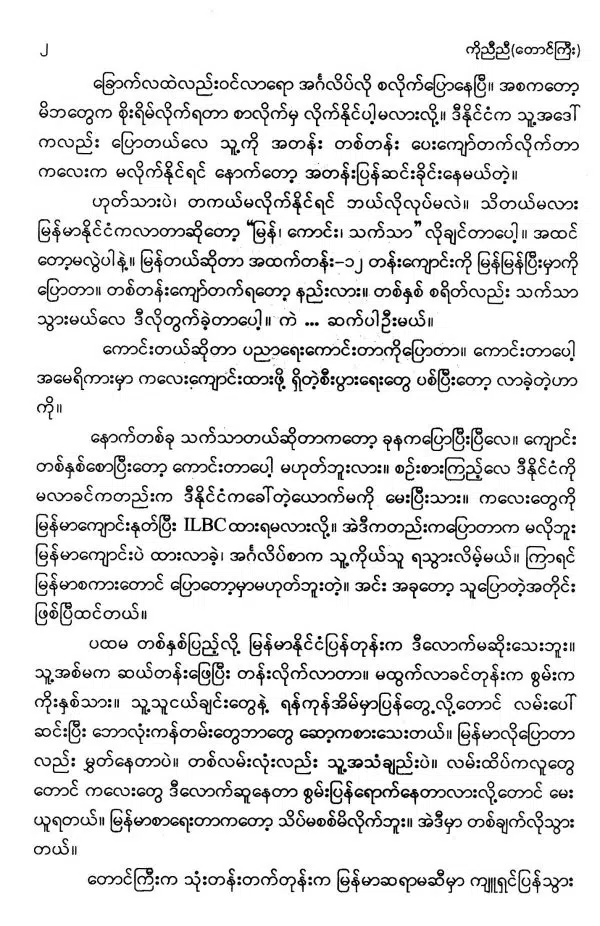 ၂ ကိုညီညီ(တောင်ကြီး)
ခြောက်လထဲလည်းဝင်လာရော အင်္ဂလိပ်လို စလိုက်ပြောနေပြီ။ အစကတော့
မိဘတွေက စိုးရိမ်လိုက်ရတာ စာလိုက်မှ လိုက်နိုင်ပါ့မလားလို့။ ဒီနိုင်ငံက သူ့အဒေါ်
ကလည်း ပြောတယ်လေ သူ့ကို အတန်း တစ်တန်း ပေးကျော်တက်လိုက်တာ
ကလေးက မလိုက်နိုင်ရင် နောက်တော့ အတန်းပြန်ဆင်းခိုင်းနေမယ်တဲ့။
ဟုတ်သားပဲ၊ တကယ်မလိုက်နိုင်ရင် ဘယ်လိုလုပ်မလဲ။ သိတယ်မလား
မြန်မာနိုင်ငံကလာတာဆိုတော့ “မြန်၊ ကောင်း၊ သက်သာ” လိုချင်တာပေါ့။ အထင်
တော့မလွဲပါနဲ့။ မြန်တယ်ဆိုတာ အထက်တန်း–၁၂ တန်းကျောင်းကို မြန်မြန်ပြီးမှာကို
ပြောတာ။ တစ်တန်းကျော်တက်ရတော့ နည်းလား။ တစ်နှစ် စရိတ်လည်း သက်သာ
သွားမယ်လေ ဒီလိုတွက်ခဲ့တာပေါ့။ ကဲ ... ဆက်ပါဦးမယ်။
ကောင်းတယ်ဆိုတာ ပညာရေးကောင်းတာကိုပြောတာ။ ကောင်းတာပေါ့
အမေရိကားမှာ ကလေးကျောင်းထားဖို့ ရှိတဲ့စီးပွားရေးတွေ ပစ်ပြီးတော့ လာခဲ့တဲ့ဟာ
ကို။
နောက်တစ်ခု သက်သာတယ်ဆိုတာကတော့ ခုနကပြောပြီးပြီလေ။ ကျောင်း
တစ်နှစ်စောပြီးတော့ ကောင်းတာပေါ့ မဟုတ်ဘူးလား။ စဉ်းစားကြည့်လေ ဒီနိုင်ငံကို
မလာခင်ကတည်းက ဒီနိုင်ငံကခေါ်တဲ့ယောက်မကို မေးပြီးသား။ ကလေးတွေကို
မြန်မာကျောင်းနုတ်ပြီး ILBC ထားရမလားလို့။ အဲဒီကတည်းကပြောတာက မလိုဘူး
မြန်မာကျောင်းပဲ ထားလာခဲ့၊ အင်္ဂလိပ်စာက သူ့ကိုယ်သူ ရသွားလိမ့်မယ်။ ကြာရင်
မြန်မာစကားတောင် ပြောတော့မှာမဟုတ်ဘူးတဲ့။ အင်း အခုတော့ သူပြောတဲ့အတိုင်း
ဖြစ်ပြီထင်တယ်။
ပထမ တစ်နှစ်ပြည့်လို့ မြန်မာနိုင်ငံပြန်တုန်းက ဒီလောက်မဆိုးသေးဘူး။
သူ့အစ်မက ဆယ်တန်းဖြေပြီး တန်းလိုက်လာတာ။ မထွက်လာခင်တုန်းက စွမ်းက
ကိုးနှစ်သား။ သူ့သူငယ်ချင်းတွေနဲ့ ရန်ကုန်အိမ်မှာပြန်တွေ့လို့တောင် လမ်းပေါ်
ဆင်းပြီး ဘောလုံးကန်တမ်းတွေဘာတွေ ဆော့ကစားသေးတယ်။ မြန်မာလိုပြောတာ
လည်း မွှတ်နေတာပဲ။ တစ်လမ်းလုံးလည်း သူ့အသံချည်းပဲ။ လမ်းထိပ်ကလူတွေ
တောင် ကလေးတွေ ဒီလောက်ဆူနေတာ စွမ်းပြန်ရောက်နေတာလားလို့တောင် မေး
ယူရတယ်။ မြန်မာစာရေးတာကတော့ သိပ်မစစ်မိလိုက်ဘူး။ အဲဒီမှာ တစ်ချက်လိုသွား
တယ်။
တောင်ကြီးက သုံးတန်းတက်တုန်းက မြန်မာဆရာမဆီမှာ ကျူရှင်ပြန်သွား